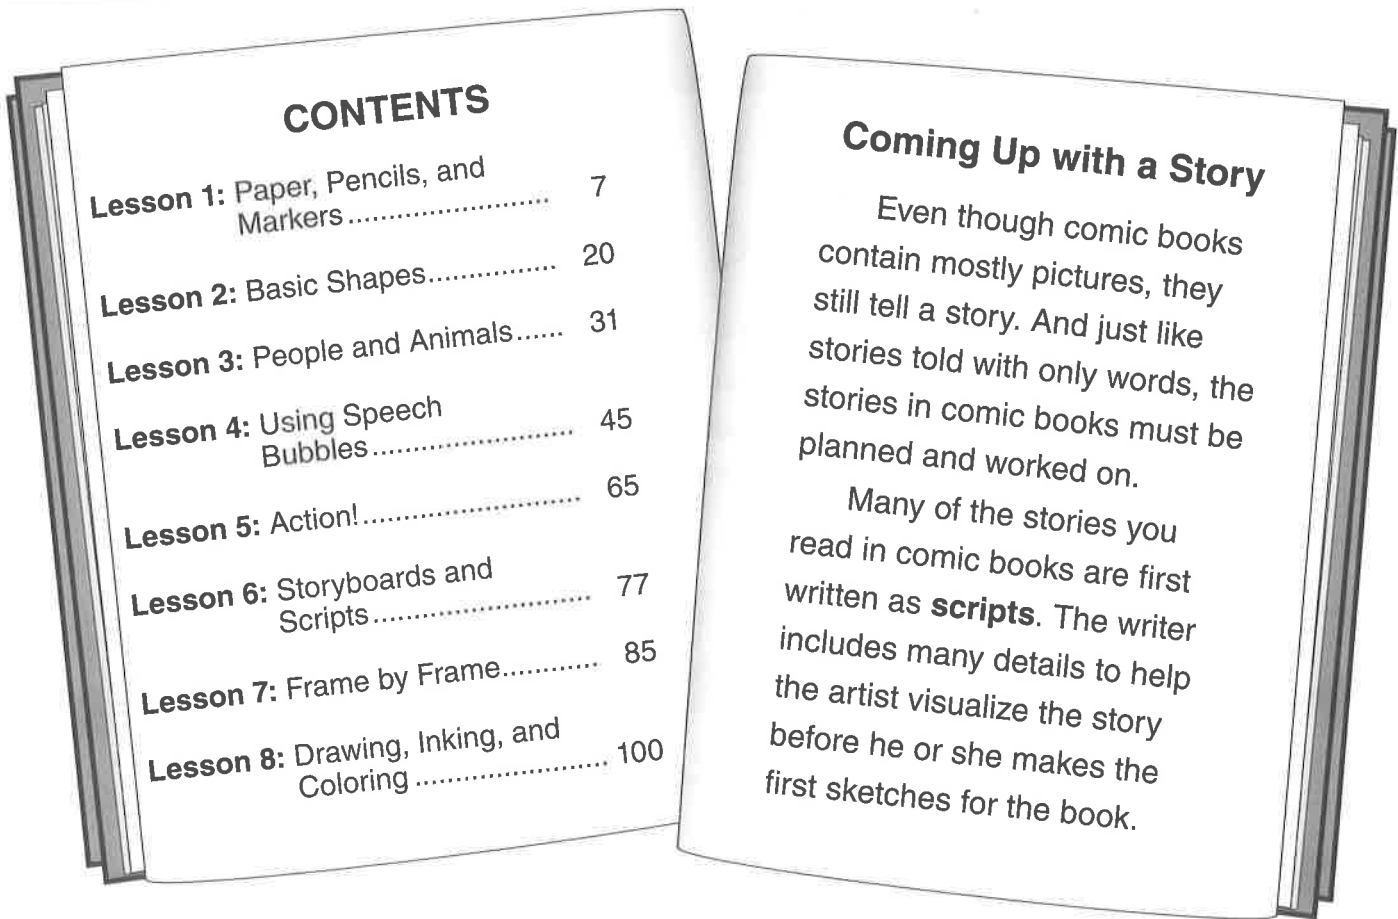 CONTENTS
Lesson 1: Paper, Pencils, and
Markers.......................... 7
Lesson 2: Basic Shapes................ 20
Lesson 3: People and Animals...... 31
Lesson 4: Using Speech
Bubbles.......................... 45
Lesson 5: Action!........................... 65
Lesson 6: Storyboards and
Scripts........................... 77
Lesson 7: Frame by Frame............ 85
Lesson 8: Drawing, Inking, and
Coloring ........................ 100
Coming Up with a Story
Even though comic books
contain mostly pictures, they
still tell a story. And just like
stories told with only words, the
stories in comic books must be
planned and worked on.
Many of the stories you
read in comic books are first
written as scripts. The writer
includes many details to help
the artist visualize the story
before he or she makes the
first sketches for the book.